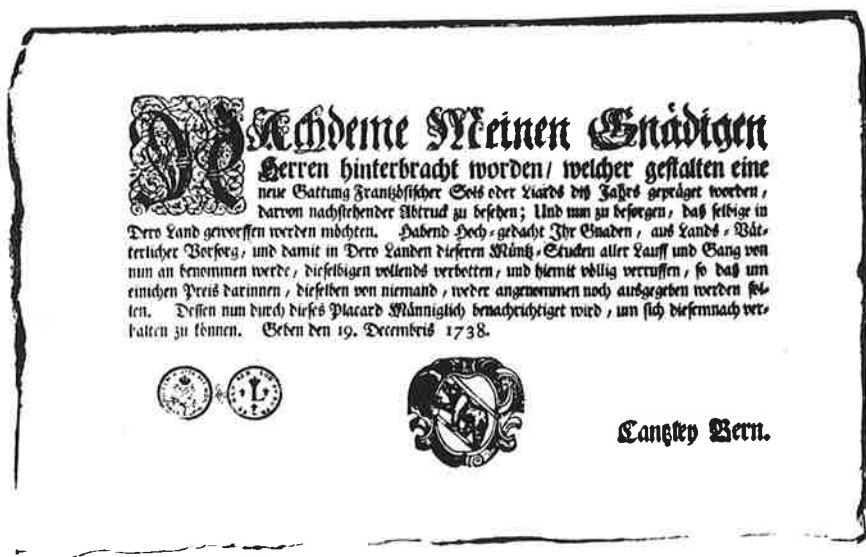 NAchdeme Meinen Gnädigen
Herren hinterbracht worden / welcher gestalten eine
neue Gattung Frantzösischer Sols oder Liards diß Jahrs gepräget worden,
darvon nachstehender Abtruck zu besehen; Und nun zu besorgen, daß selbige in
Dero Land geworffen werden möchten. Habend Hoch-gedacht Ihr Gnaden, aus Lands-Vät-
terlicher Vorsorg, und damit in Dero Landen dieseren Müntz-Stucken aller Lauff und Gang von
nun an benommen werde, dieselbigen vollends verbotten, und hiemit völlig verruffen, so daß um
einichen Preis darinnen, dieselben von niemand, weder angenommen noch ausgegeben werden sol-
len. Dessen nun durch dieses Placard Männiglich benachrichtiget wird, um sich diesemnach ver-
halten zu können. Geben den 19. Decembris 1738.
L
Cantzley Bern.